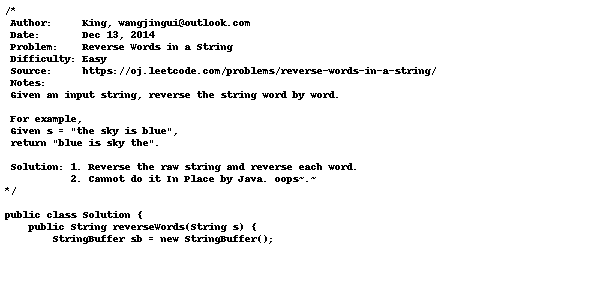 /*
 Author:     King, wangjingui@outlook.com
 Date:       Dec 13, 2014
 Problem:    Reverse Words in a String
 Difficulty: Easy
 Source:     https://oj.leetcode.com/problems/reverse-words-in-a-string/
 Notes:
 Given an input string, reverse the string word by word.

 For example,
 Given s = "the sky is blue",
 return "blue is sky the".

 Solution: 1. Reverse the raw string and reverse each word.
           2. Cannot do it In Place by Java. oops~.~
*/

public class Solution {
    public String reverseWords(String s) {
        StringBuffer sb = new StringBuffer();